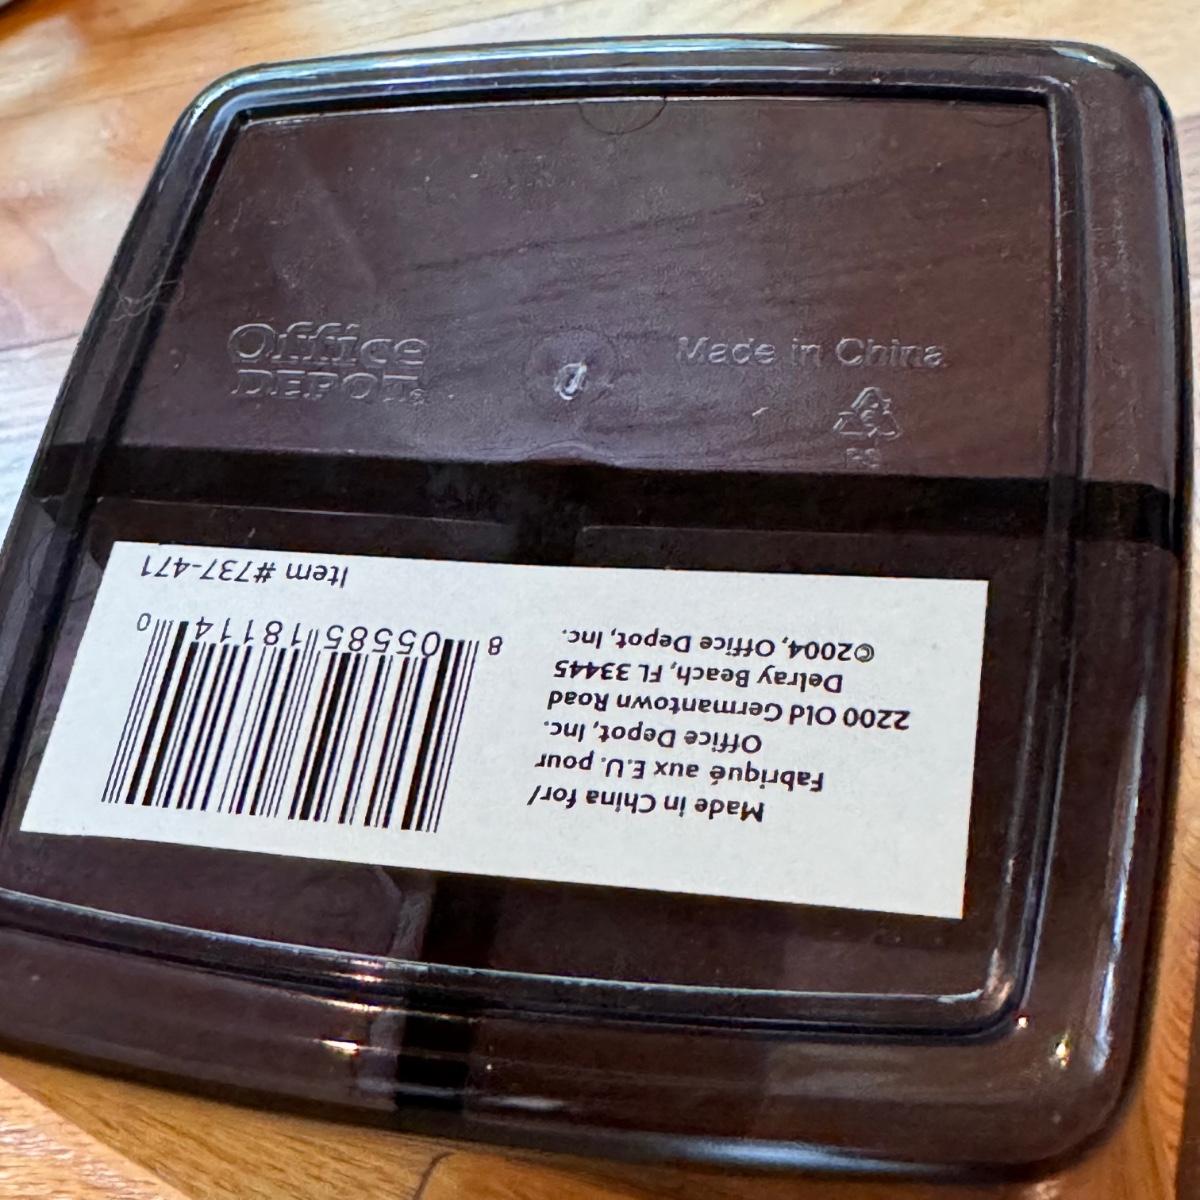 Office
DEPOT®
Made in China
6
PS
Made in China for/
Fabriqué aux E.U. pour
Office Depot, Inc.
2200 Old Germantown Road
Delray Beach, FL 33445
©2004, Office Depot, Inc.
8 05585 18114 0
Item #737-471